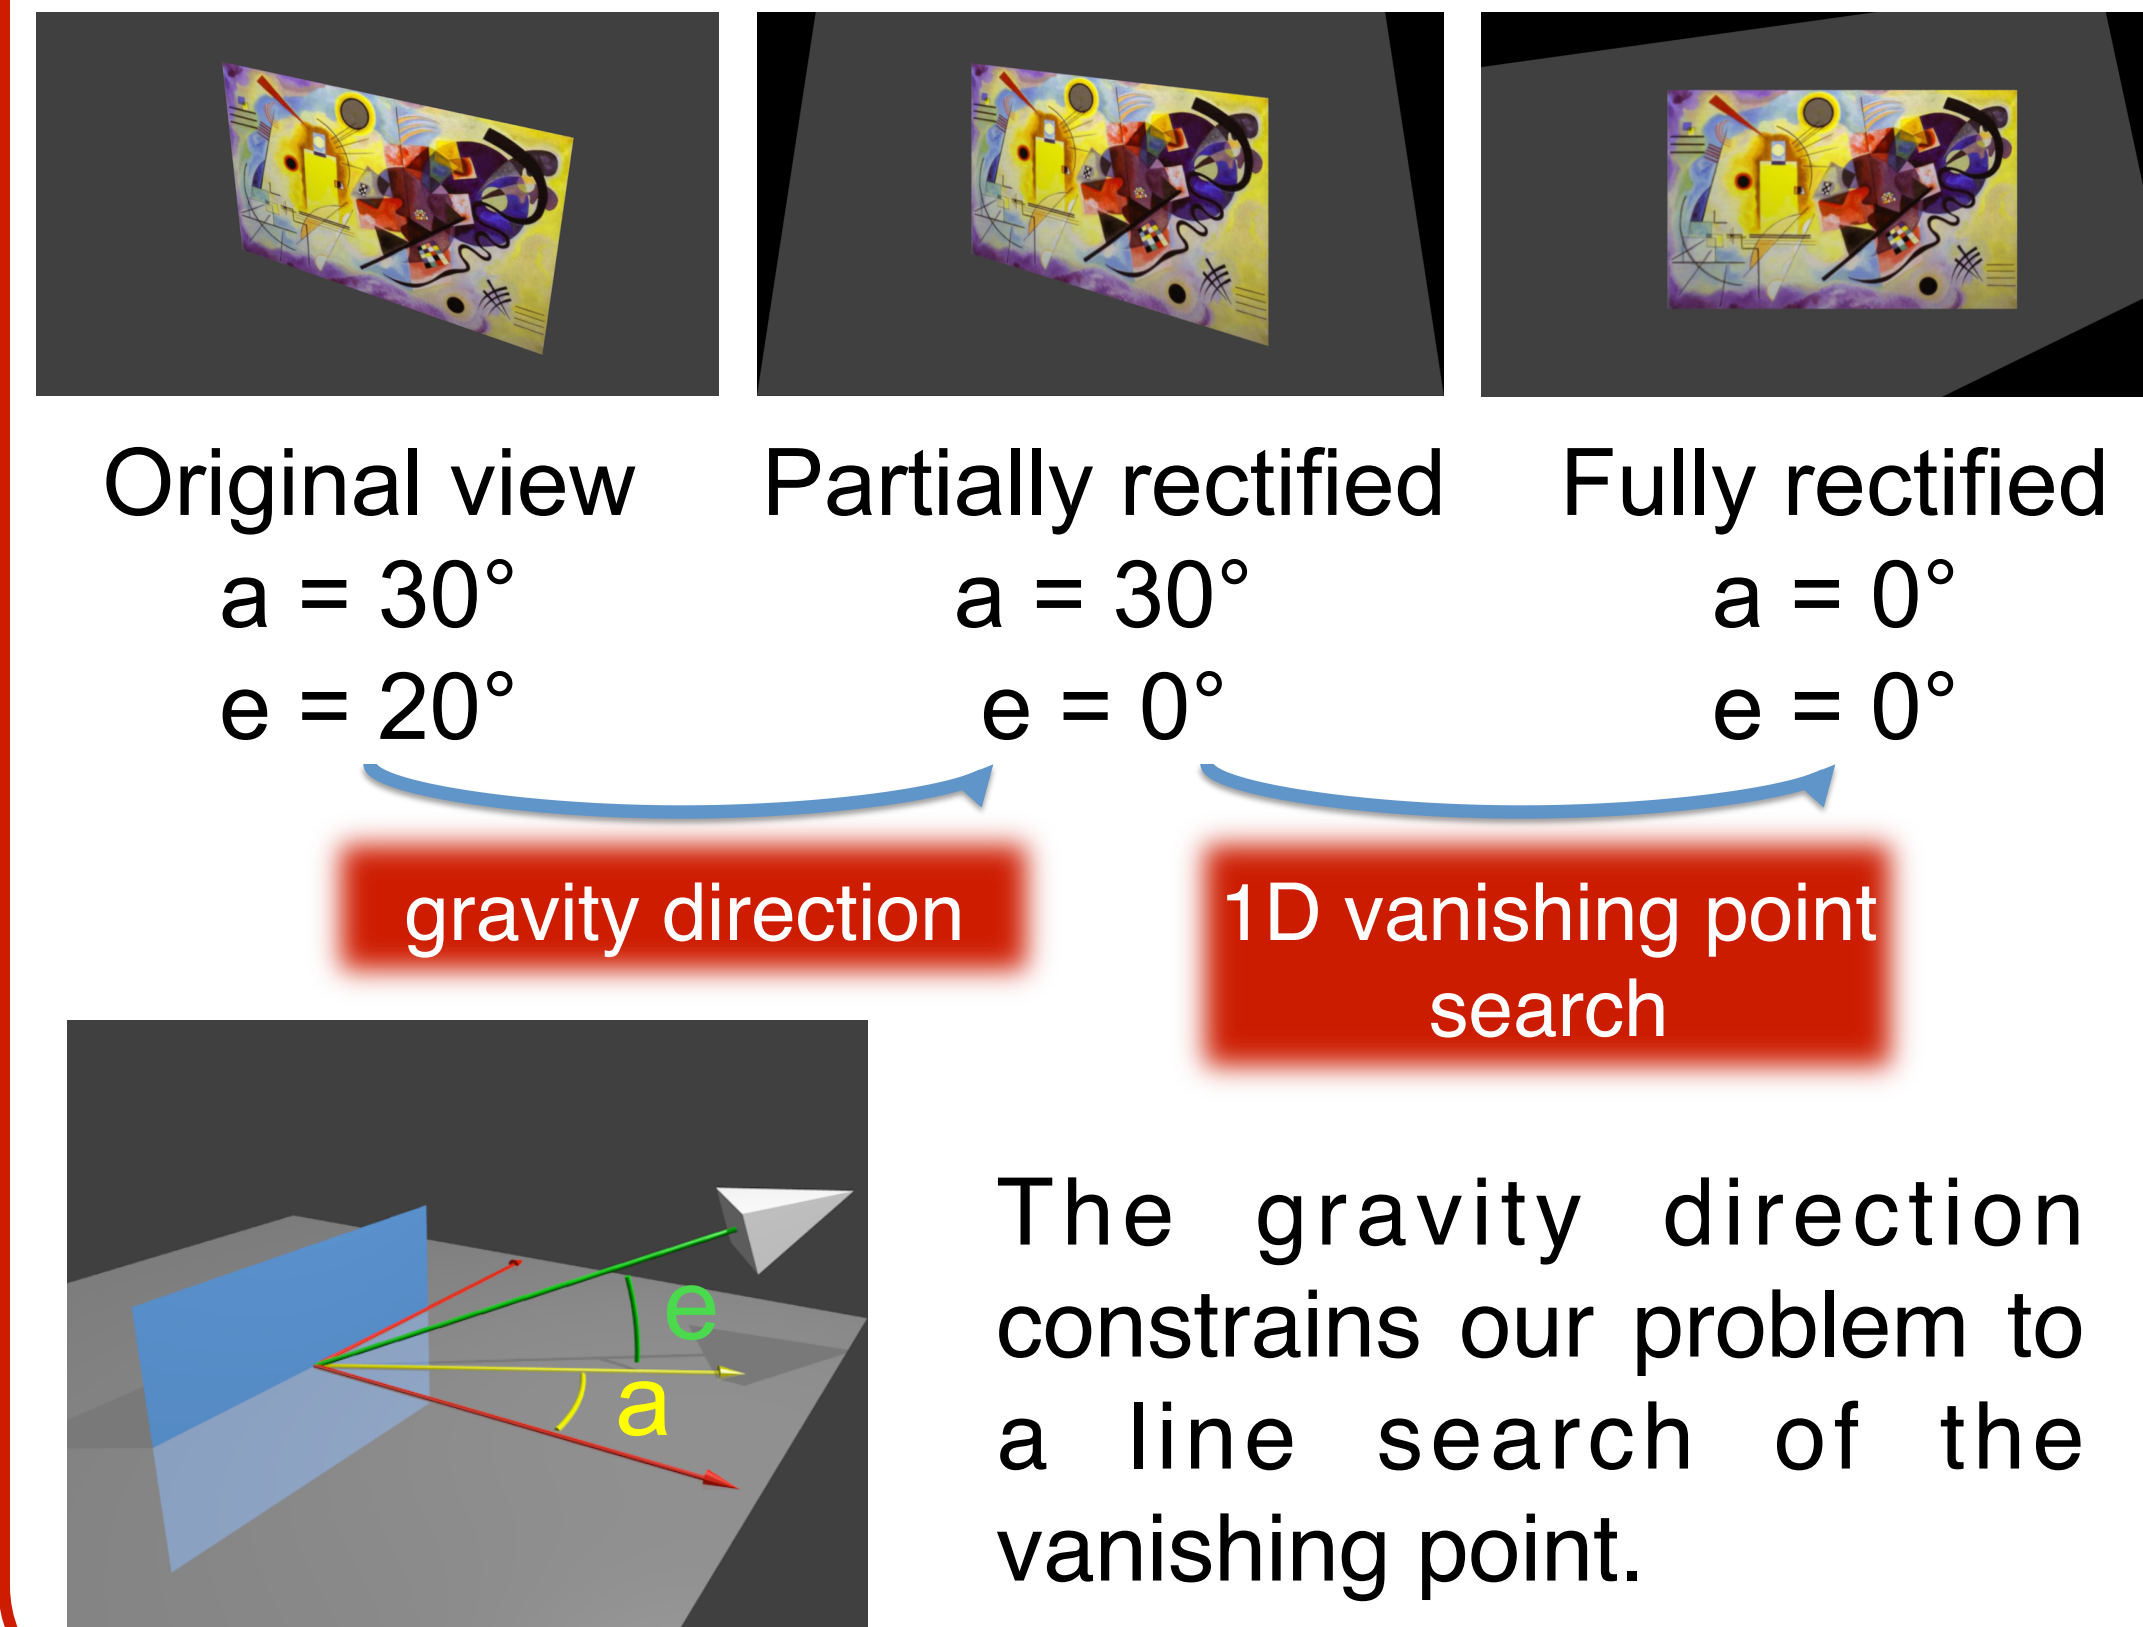 Original view
a = 30°
e = 20°
Partially rectified
a = 30°
e = 0°
Fully rectified
a = 0°
e = 0°
gravity direction
1D vanishing point
search
e
a
The gravity direction
constrains our problem to
a line search of the
vanishing point.